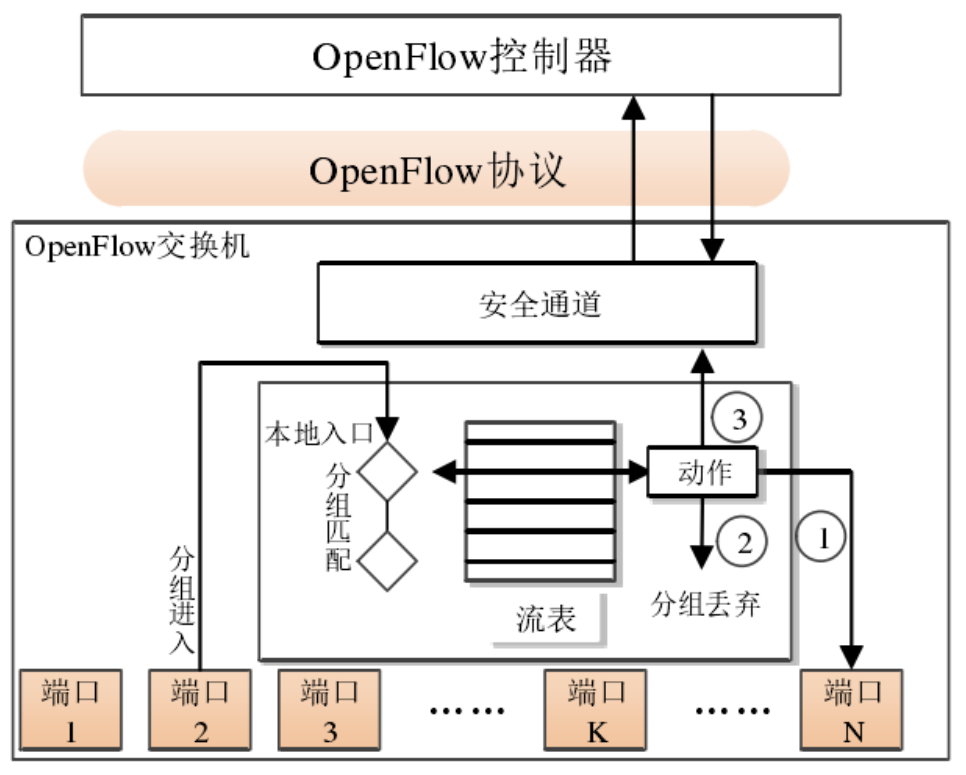 OpenFlow控制器
OpenFlow协议
OpenFlow交换机
安全通道
本地入口
分组匹配
分组进入
流表
动作
3
2
1
分组丢弃
端口
1
端口
2
端口
3
……
端口
K
……
端口
N